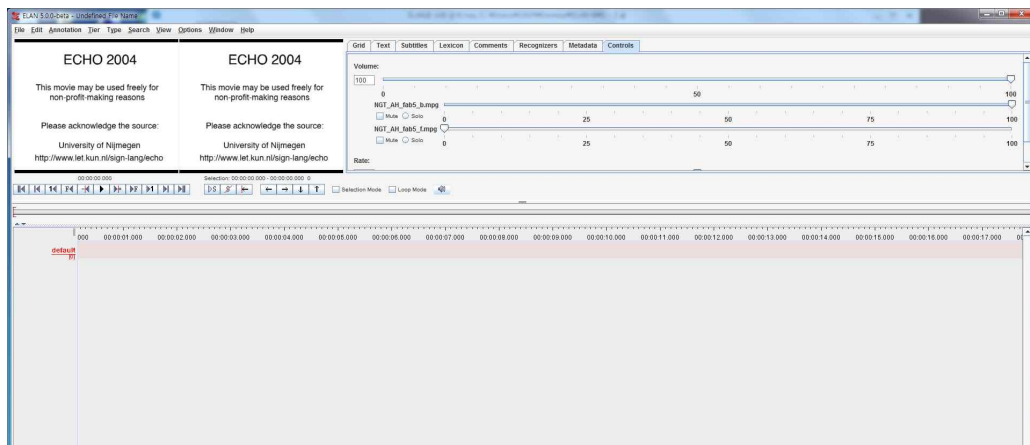 ELAN 5.0.0-beta - Undefined File Name
File Edit Annotation Tier Type Search View Options Window Help
ECHO 2004
This movie may be used freely for
non-profit-making reasons
Please acknowledge the source:
University of Nijmegen
http://www.let.kun.nl/sign-lang/echo
ECHO 2004
This movie may be used freely for
non-profit-making reasons
Please acknowledge the source:
University of Nijmegen
http://www.let.kun.nl/sign-lang/echo
Grid Text Subtitles Lexicon Comments Recognizers Metadata Controls
Volume:
100
0 50 100
NGT_AH_fab5_b.mpg
Mute Solo
0 25 50 75 100
NGT_AH_fab5_f.mpg
Mute Solo
0 25 50 75 100
Rate:
00:00:00.000
Selection: 00:00:00.000 - 00:00:00.000 0
Selection Mode Loop Mode
000 00:00:01.000 00:00:02.000 00:00:03.000 00:00:04.000 00:00:05.000 00:00:06.000 00:00:07.000 00:00:08.000 00:00:09.000 00:00:10.000 00:00:11.000 00:00:12.000 00:00:13.000 00:00:14.000 00:00:15.000 00:00:16.000 00:00:17.000
default
[0]